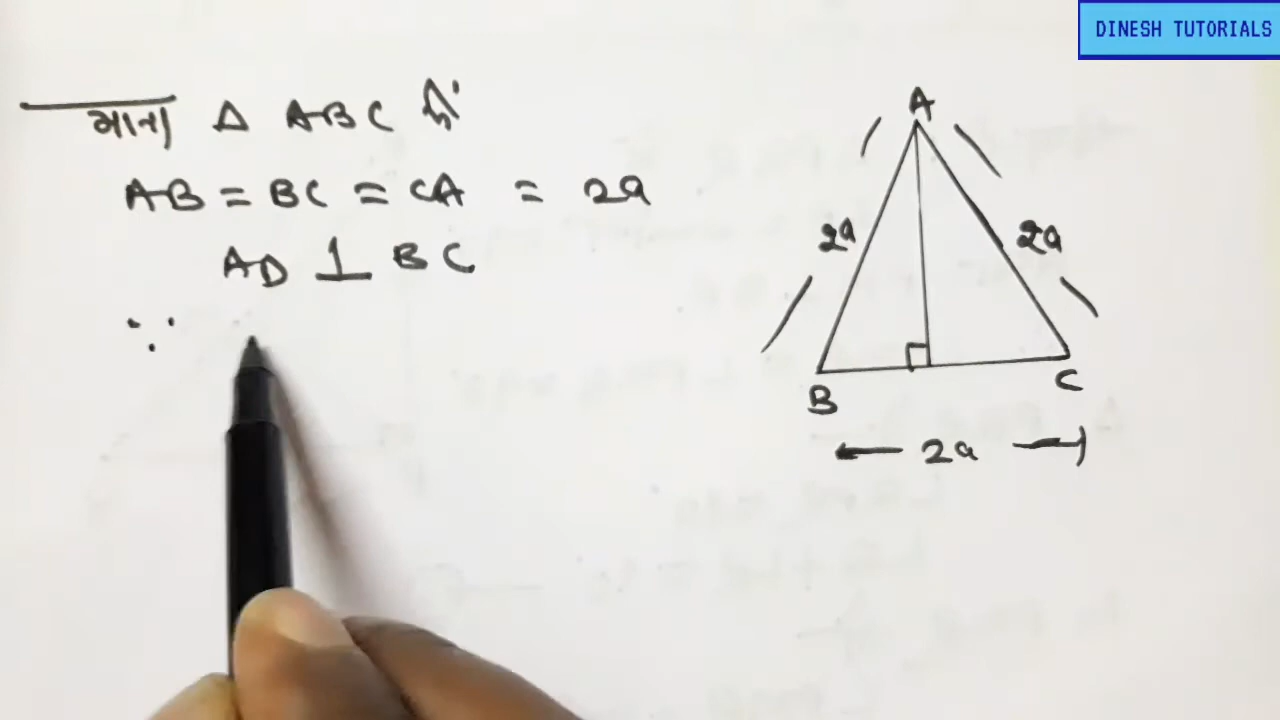 DINESH TUTORIALS
माना Δ ABC में
AB = BC = CA = 2a
AD ⊥ BC
∵
A
2a
2a
B
C
2a